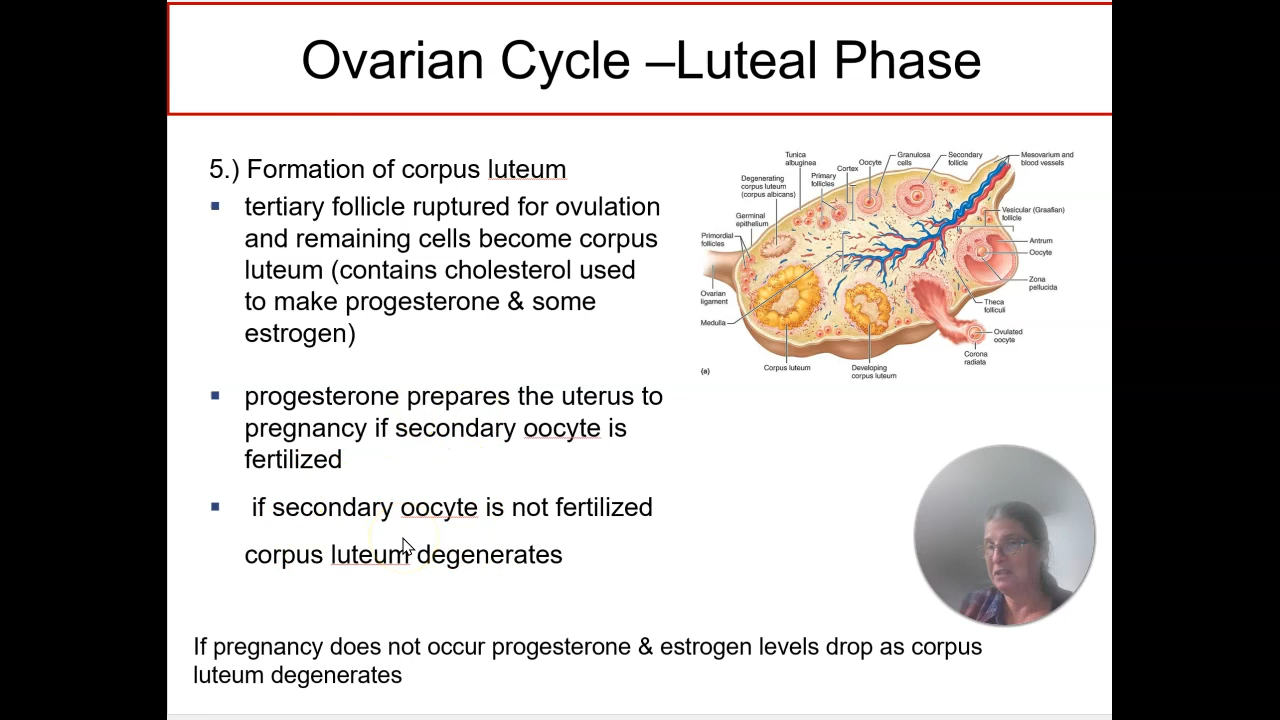 Ovarian Cycle –Luteal Phase
5.) Formation of corpus luteum
tertiary follicle ruptured for ovulation
and remaining cells become corpus
luteum (contains cholesterol used
to make progesterone & some
estrogen)
progesterone prepares the uterus to
pregnancy if secondary oocyte is
fertilized
if secondary oocyte is not fertilized
corpus luteum degenerates
If pregnancy does not occur progesterone & estrogen levels drop as corpus
luteum degenerates
Tunica
albuginea
Cortex
Oocyte
Granulosa
cells
Secondary
follicle
Mesovarium and
blood vessels
Degenerating
corpus luteum
(corpus albicans)
Primary
follicles
Germinal
epithelium
Primordial
follicles
Vesicular (Graafian)
follicle
Antrum
Oocyte
Zona
pellucida
Theca
folliculi
Ovarian
ligament
Medulla
Ovulated
oocyte
Corona
radiata
Corpus luteum
Developing
corpus luteum
(a)